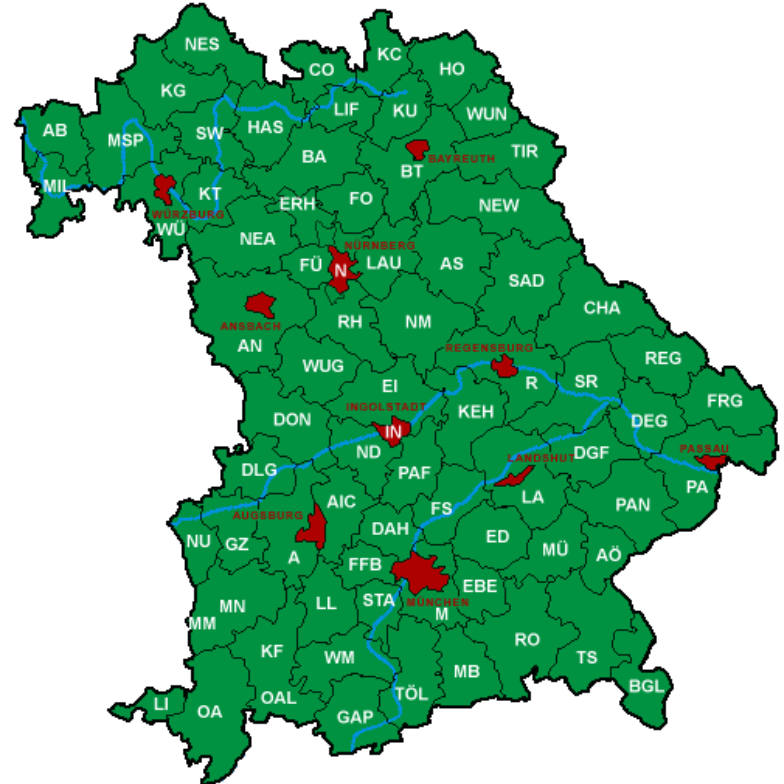 NES
KC
CO
HO
KG
LIF
KU
WUN
AB
MSP
SW
HAS
BAYREUTH
TIR
BA
BT
MIL
KT
ERH
FO
NEW
WÜRZBURG
WÜ
NEA
NÜRNBERG
FÜ
N
LAU
AS
SAD
CHA
ANSBACH
RH
NM
AN
REGENSBURG
REG
WUG
EI
R
SR
FRG
INGOLSTADT
KEH
DON
IN
DEG
ND
PASSAU
DLG
LANDSHUT
DGF
PAF
PA
AIC
LA
PAN
AUGSBURG
FS
DAH
ED
NU
GZ
A
MÜ
AÖ
FFB
EBE
MN
LL
STA
MÜNCHEN
M
MM
RO
KF
WM
TS
MB
BGL
LI
OAL
TÖL
OA
GAP